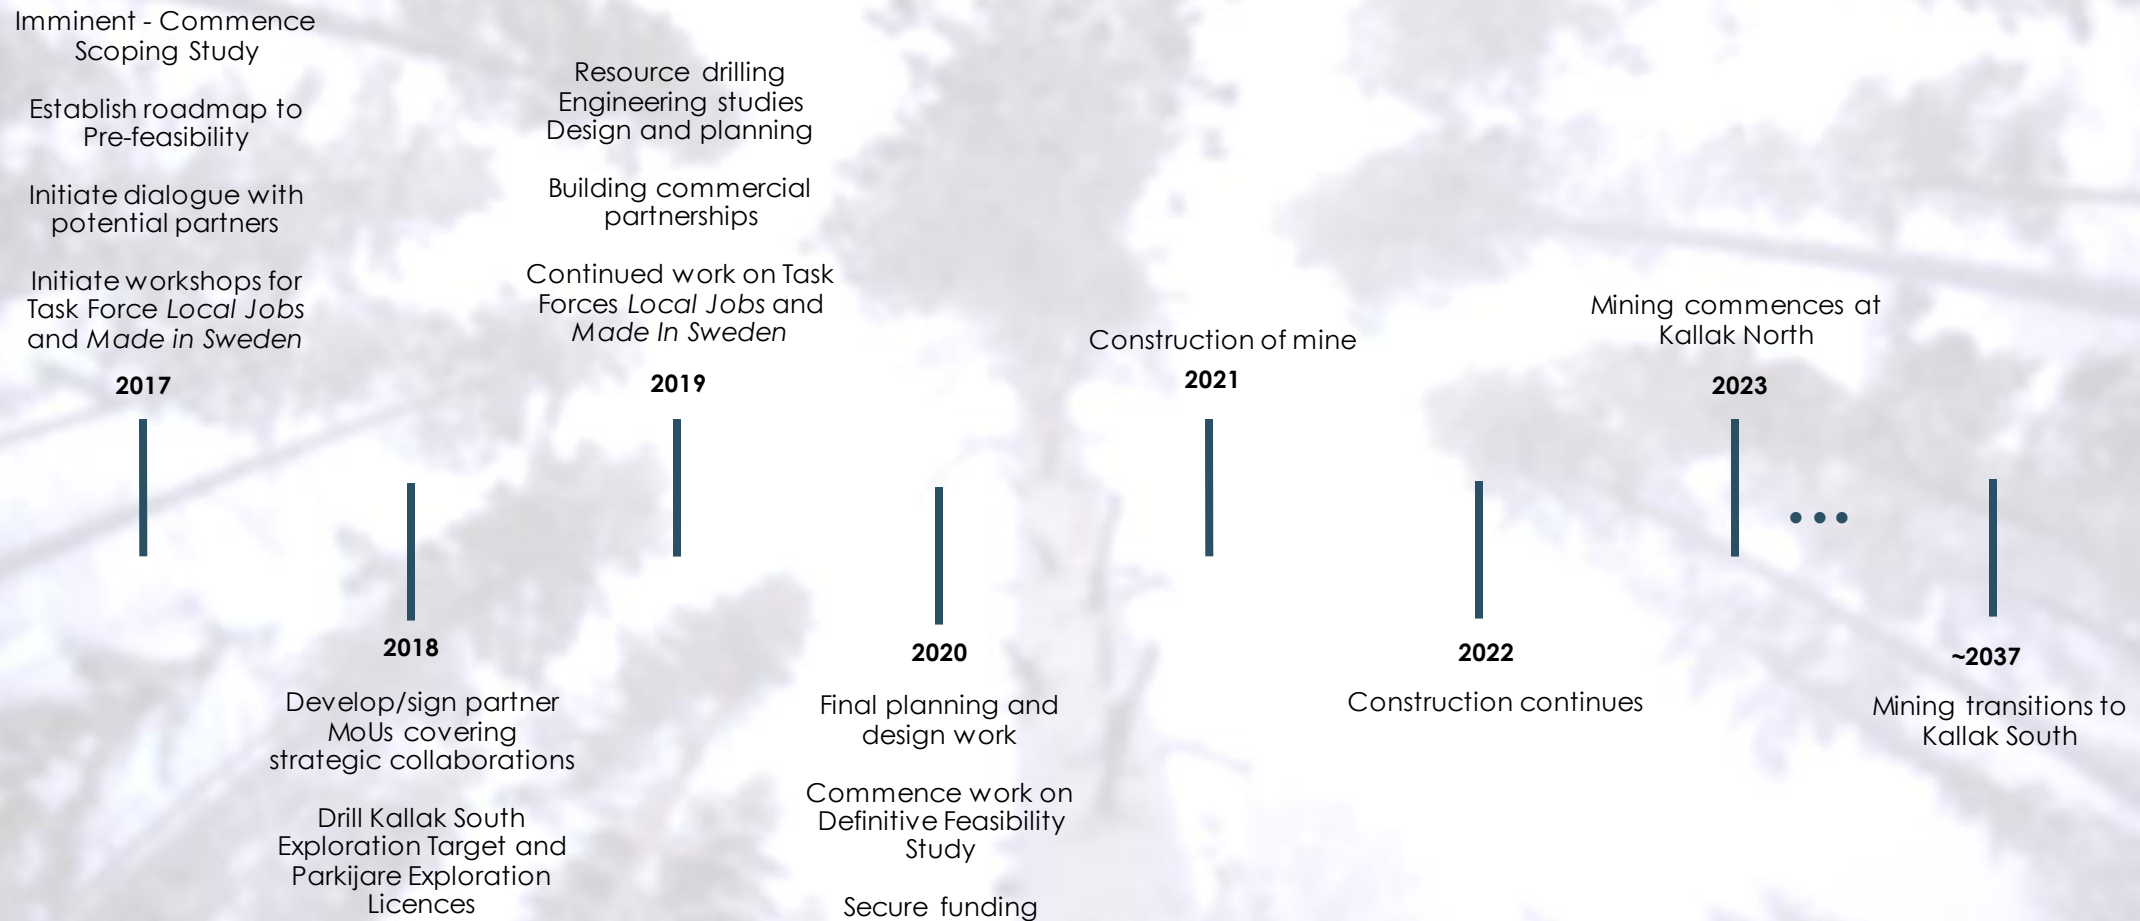 Imminent - Commence
Scoping Study
Establish roadmap to
Pre-feasibility
Initiate dialogue with
potential partners
Initiate workshops for
Task Force Local Jobs
and Made in Sweden
2017
2018
Develop/sign partner
MoUs covering
strategic collaborations
Drill Kallak South
Exploration Target and
Parkijare Exploration
Licences
Resource drilling
Engineering studies
Design and planning
Building commercial
partnerships
Continued work on Task
Forces Local Jobs and
Made In Sweden
2019
2020
Final planning and
design work
Commence work on
Definitive Feasibility
Study
Secure funding
Construction of mine
2021
2022
Construction continues
Mining commences at
Kallak North
2023
...
~2037
Mining transitions to
Kallak South